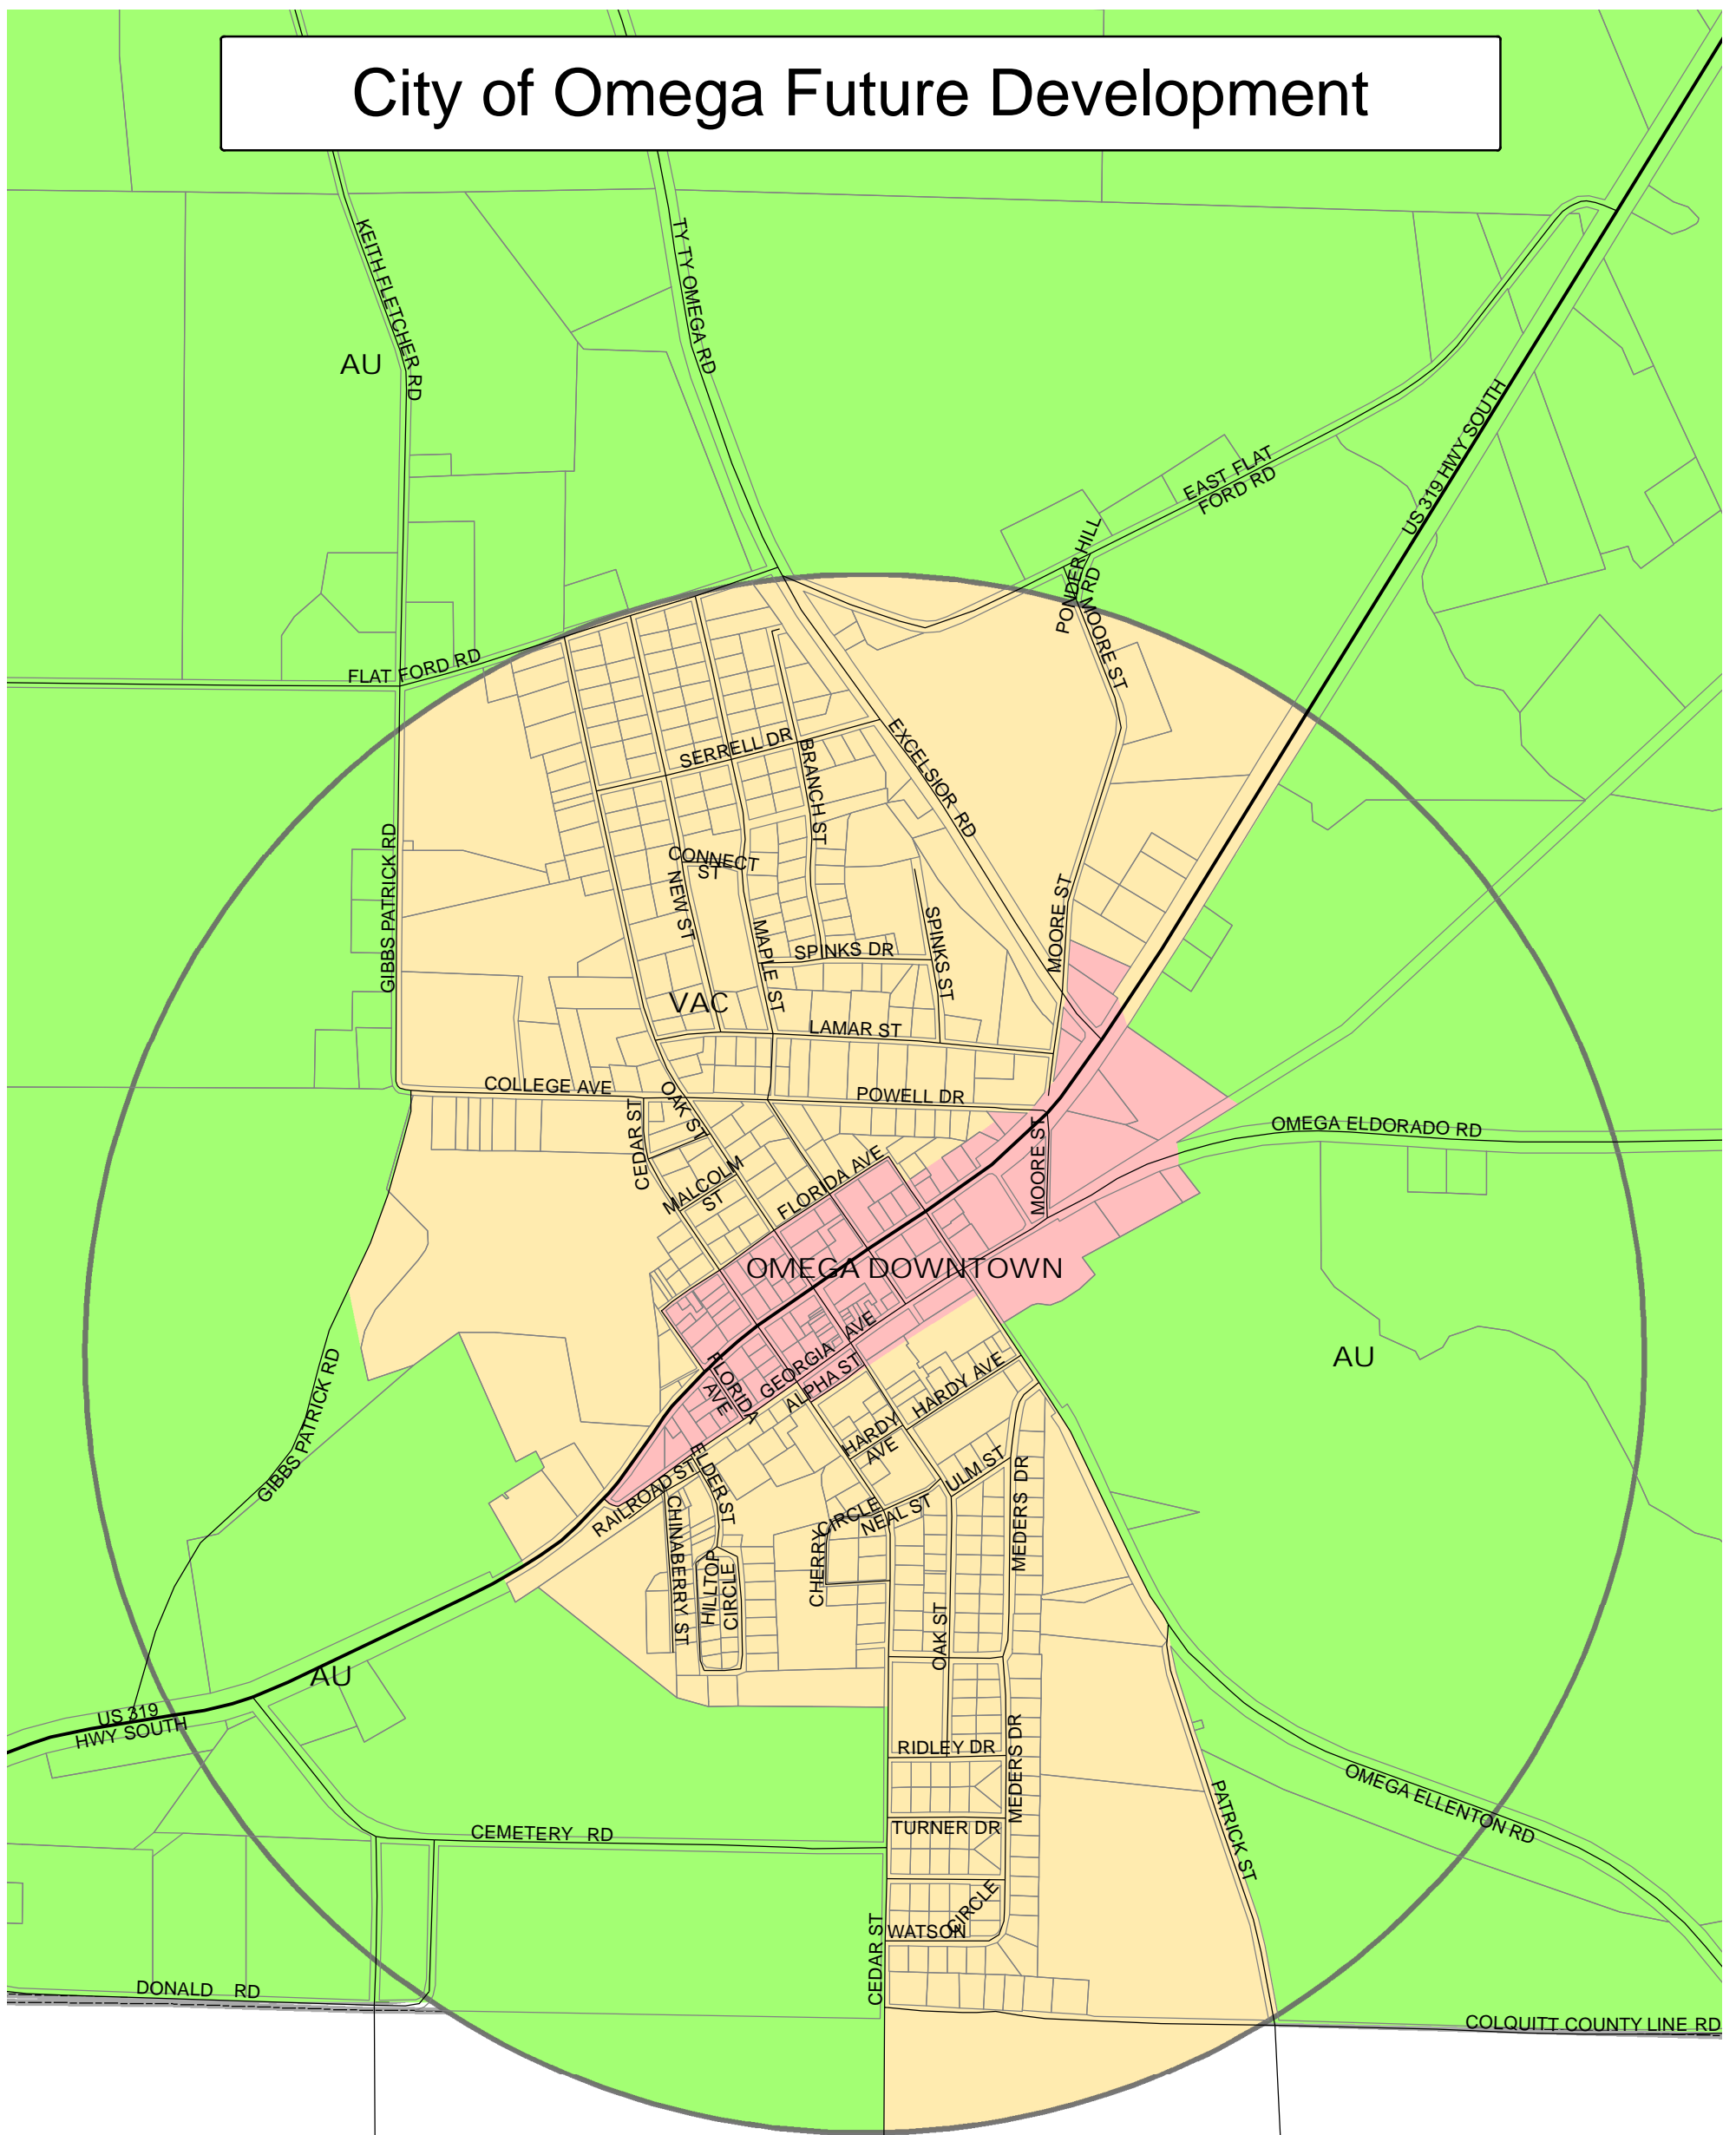 City of Omega Future Development
KEITH FLETCHER RD
TY TY OMEGA RD
AU
US 319 HWY SOUTH
EAST FLAT
FORD RD
PONDER HILL
RD
MOORE ST
FLAT FORD RD
SERRELL DR
BRANCH ST
EXCELSIOR RD
GIBBS PATRICK RD
CONNECT
ST
NEW ST
MAPLE ST
SPINKS DR
SPINKS ST
MOORE ST
VAC
LAMAR ST
COLLEGE AVE
OAK ST
POWELL DR
CEDAR ST
MOORE ST
OMEGA ELDORADO RD
MALCOLM
ST
FLORIDA AVE
OMEGA DOWNTOWN
AU
GIBBS PATRICK RD
FLORIDA
AVE
GEORGIA AVE
ALPHA ST
HARDY AVE
HARDY
AVE
RAILROAD ST
ELDER ST
ULM ST
MEDERS DR
CHINABERRY ST
CHERRY
CIRCLE
NEAL ST
HILLTOP
CIRCLE
OAK ST
AU
US 319
HWY SOUTH
RIDLEY DR
MEDERS DR
PATRICK ST
OMEGA ELLENTON RD
CEMETERY RD
TURNER DR
CEDAR ST
WATSON
CIRCLE
DONALD RD
COLQUITT COUNTY LINE RD